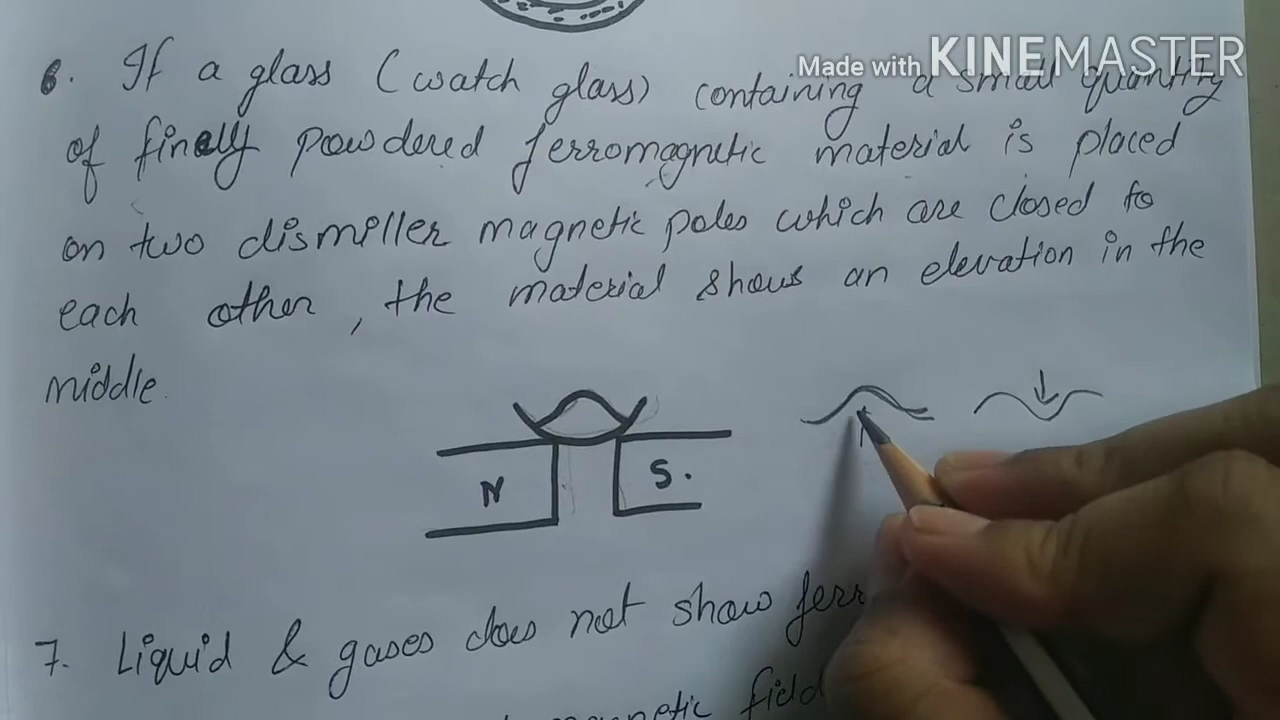 Made with KINEMASTER
6. If a glass (watch glass) containing a small quantity
of finelly powdered ferromagnetic material is placed
on two dismiller magnetic poles which are closed to
each other, the material shows an elevation in the
middle.
N S.
7. Liquid & gases does not show
field